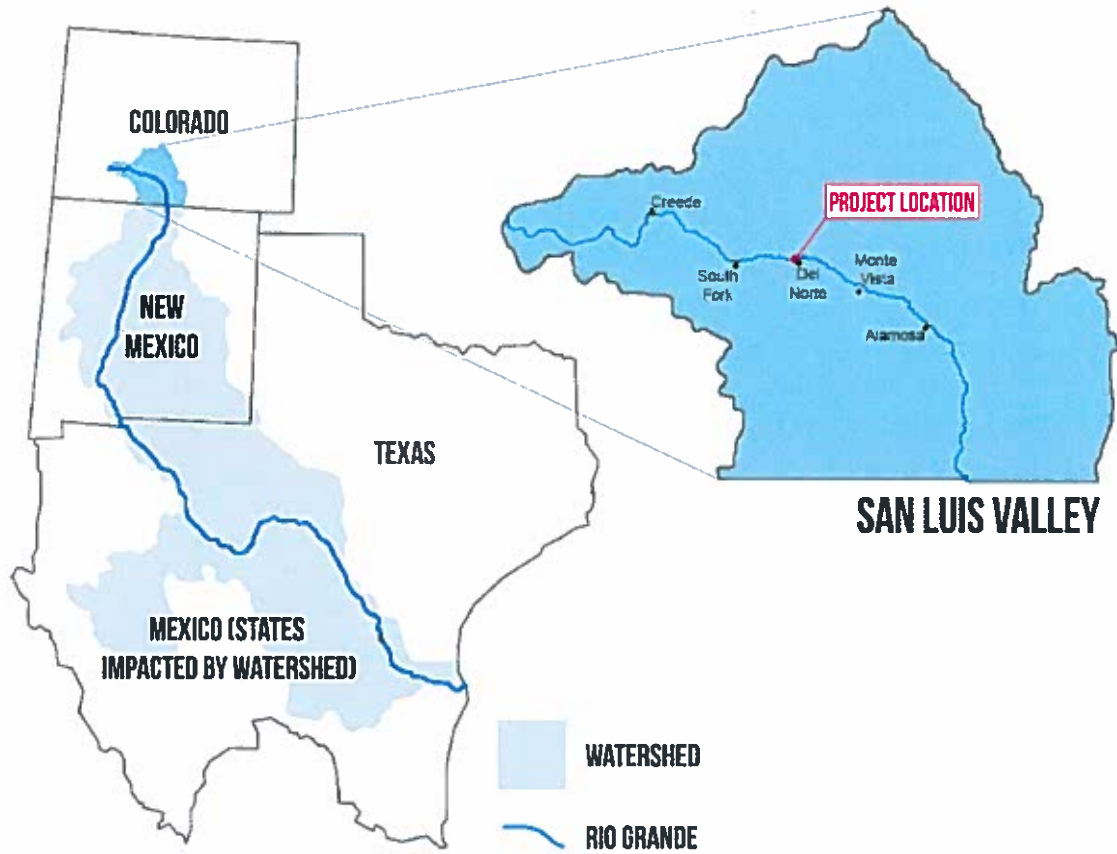 COLORADO
NEW
MEXICO
TEXAS
MEXICO (STATES
IMPACTED BY WATERSHED)
WATERSHED
RIO GRANDE
Creede
PROJECT LOCATION
South
Fork
Del
Norte
Monte
Vista
Alamosa
SAN LUIS VALLEY